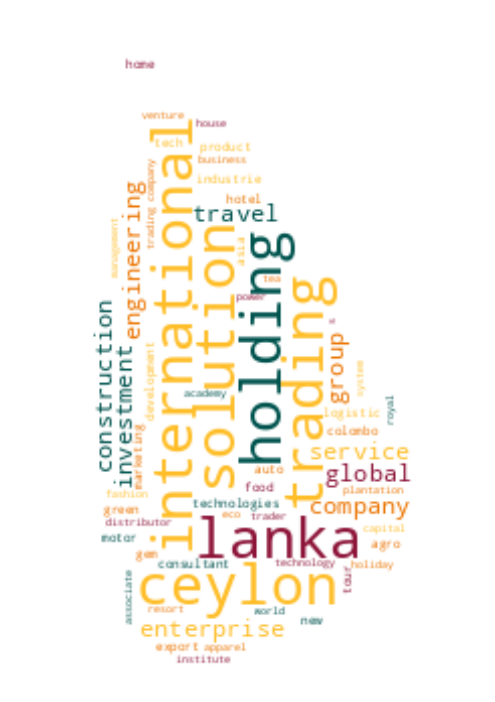 home
venture
house
tech
product
business
international
trading company
industrie
engineering
hotel
travel
management
solution
asia
holding
tea
power
trading
construction
investment
development
group
s
system
academy
royal
logistic
marketing
colombo
service
auto
global
food
plantation
fashion
technologies
company
green
eco
trader
distributor
lanka
capital
motor
agro
gem
consultant
technology
holiday
ceylon
tour
associate
resort
world
new
enterprise
export
apparel
institute